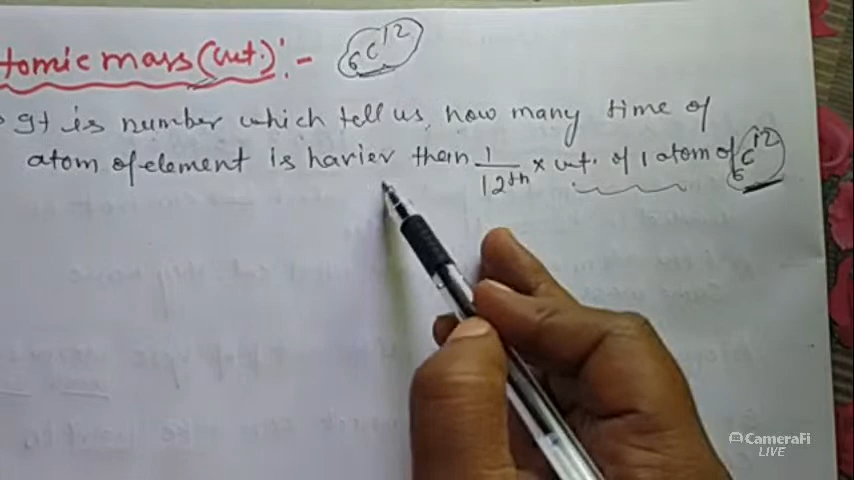 tomic mass (wt.) :- ₆C¹²
It is number which tell us, how many time of
atom of element is havier then 1/12th × wt. of 1 atom of ₆C¹²
CameraFi
LIVE